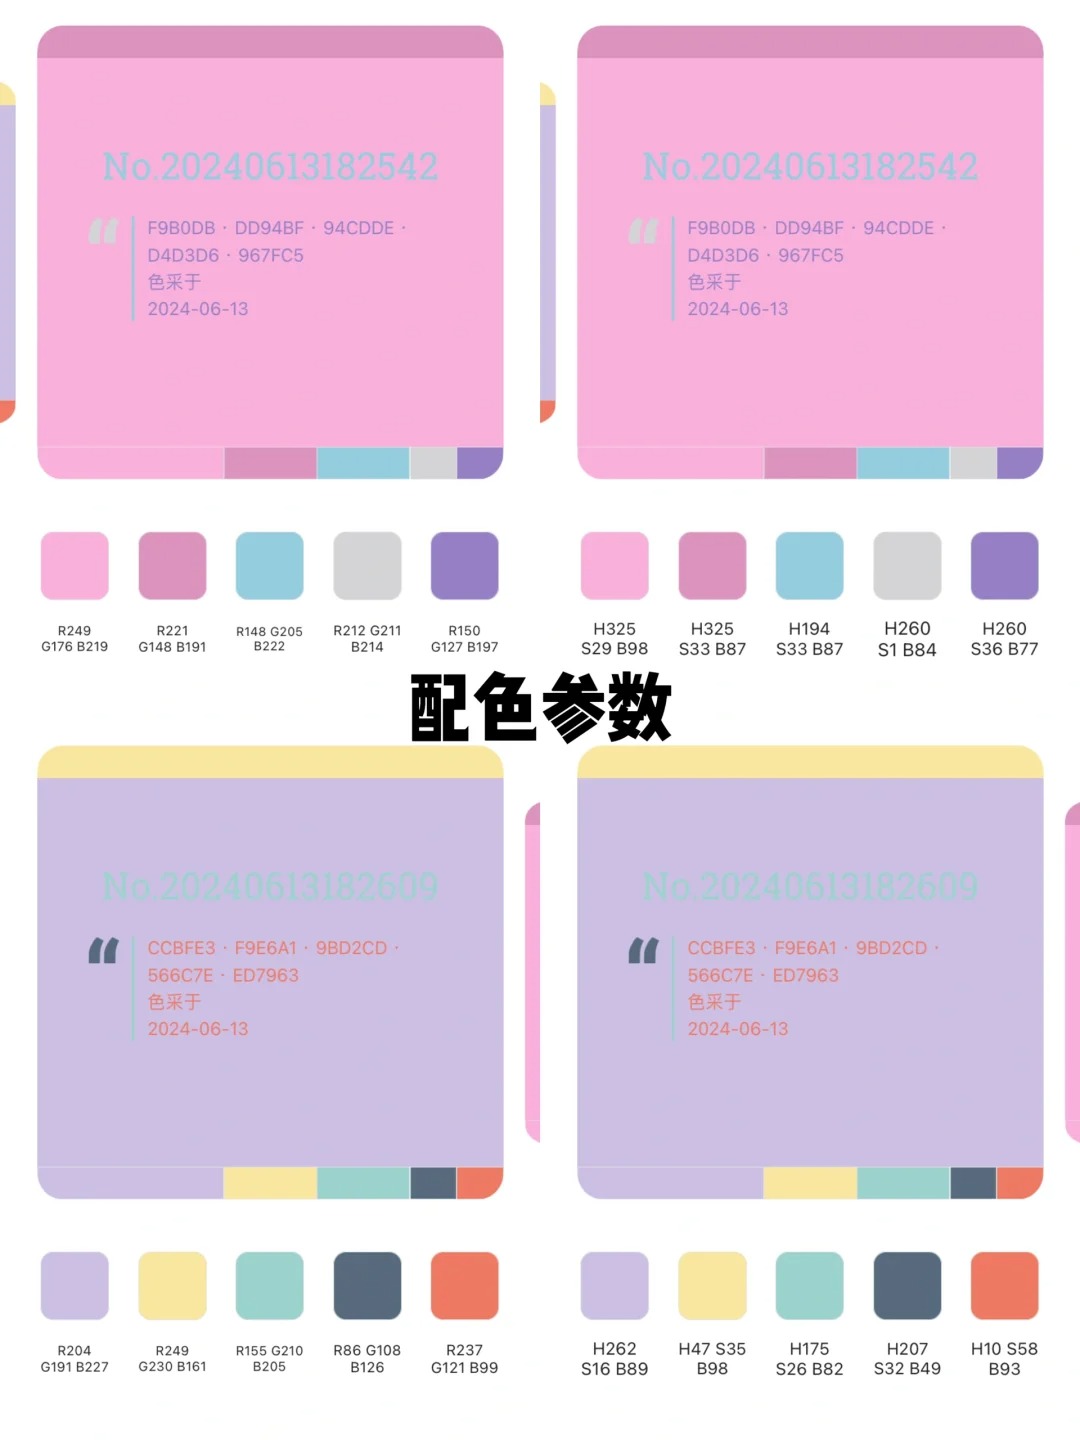 No.20240613182542
F9B0DB · DD94BF · 94CDDE ·
D4D3D6 · 967FC5
色采于
2024-06-13
R249
G176 B219
R221
G148 B191
R148 G205
B222
R212 G211
B214
R150
G127 B197
No.20240613182542
F9B0DB · DD94BF · 94CDDE ·
D4D3D6 · 967FC5
色采于
2024-06-13
H325
S29 B98
H325
S33 B87
H194
S33 B87
H260
S1 B84
H260
S36 B77
配色参数
No.20240613182609
CCBFE3 · F9E6A1 · 9BD2CD ·
566C7E · ED7963
色采于
2024-06-13
R204
G191 B227
R249
G230 B161
R155 G210
B205
R86 G108
B126
R237
G121 B99
No.20240613182609
CCBFE3 · F9E6A1 · 9BD2CD ·
566C7E · ED7963
色采于
2024-06-13
H262
S16 B89
H47 S35
B98
H175
S26 B82
H207
S32 B49
H10 S58
B93